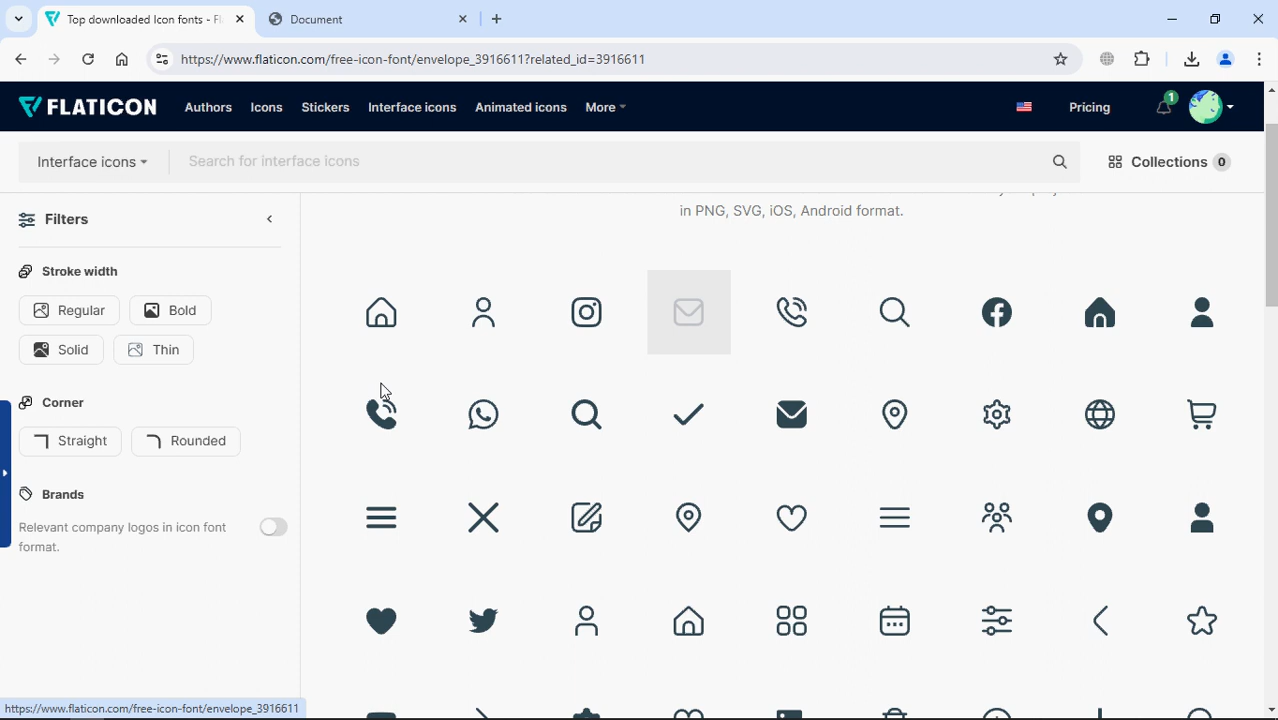 Top downloaded Icon fonts - Fl
Document
https://www.flaticon.com/free-icon-font/envelope_3916611?related_id=3916611
FLATICON
Authors
Icons
Stickers
Interface icons
Animated icons
More
Pricing
1
Interface icons
Search for interface icons
Collections 0
Filters
in PNG, SVG, iOS, Android format.
Stroke width
Regular
Bold
Solid
Thin
Corner
Straight
Rounded
Brands
Relevant company logos in icon font
format.
https://www.flaticon.com/free-icon-font/envelope_3916611